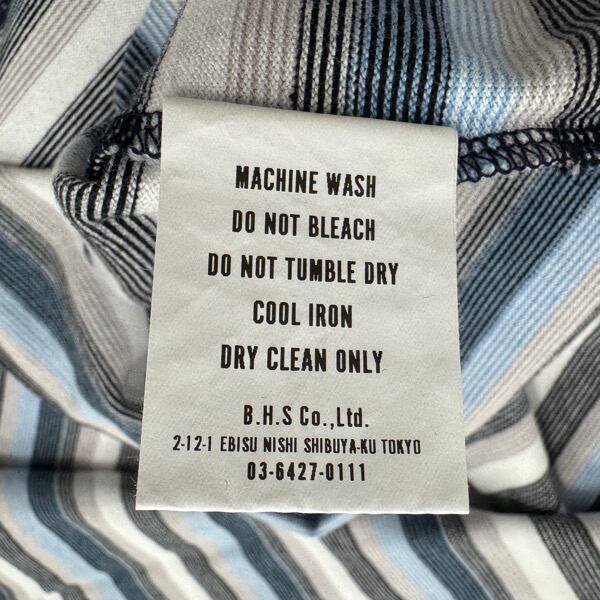 MACHINE WASH
DO NOT BLEACH
DO NOT TUMBLE DRY
COOL IRON
DRY CLEAN ONLY
B.H.S Co.,Ltd.
2-12-1 EBISU NISHI SHIBUYA-KU TOKYO
03-6427-0111